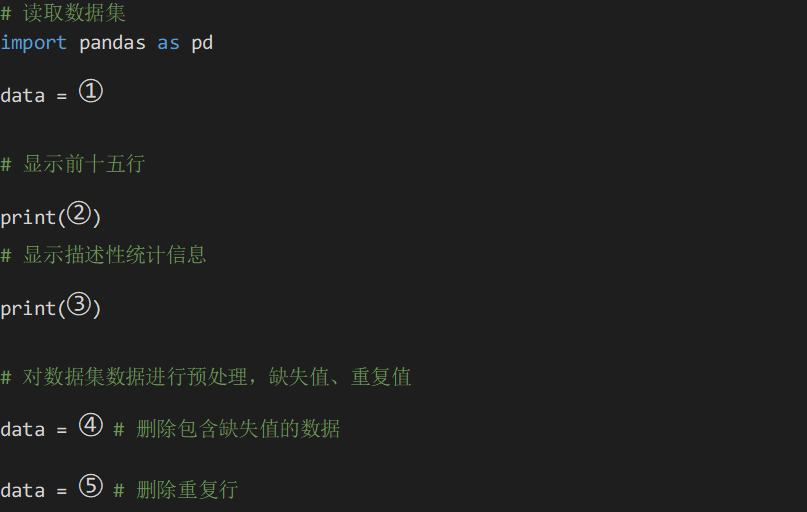 # 读取数据集
import pandas as pd
data = ①
# 显示前十五行
print(②)
# 显示描述性统计信息
print(③)
# 对数据集数据进行预处理，缺失值、重复值
data = ④ # 删除包含缺失值的数据
data = ⑤ # 删除重复行